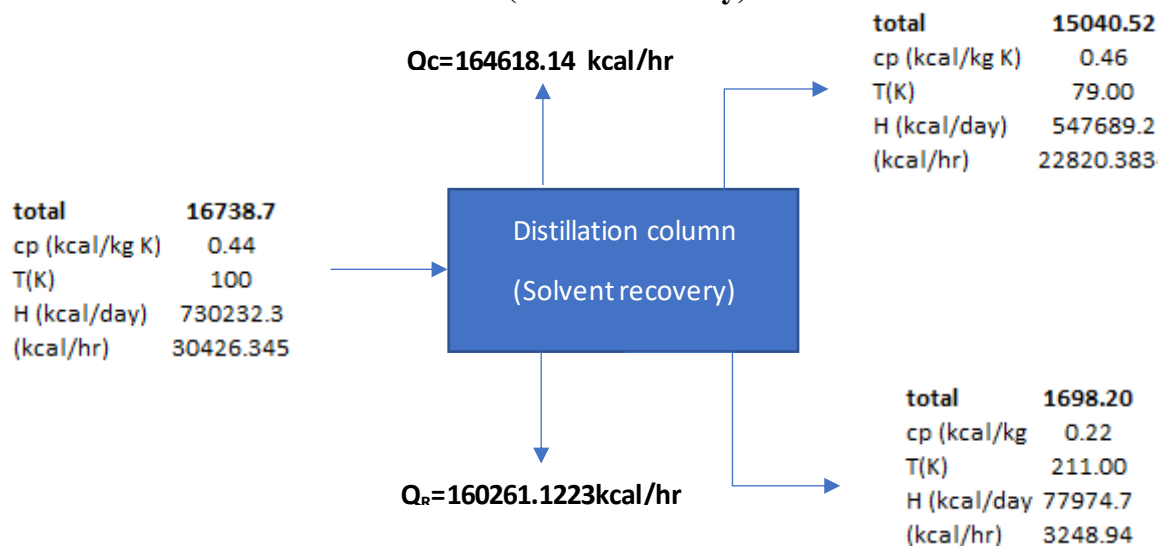 total 15040.52
Qc=164618.14 kcal/hr
cp (kcal/kg K) 0.46
T(K) 79.00
H (kcal/day) 547689.2
(kcal/hr) 22820.383
total 16738.7
cp (kcal/kg K) 0.44
T(K) 100
H (kcal/day) 730232.3
(kcal/hr) 30426.345
Distillation column
(Solvent recovery)
total 1698.20
cp (kcal/kg 0.22
T(K) 211.00
H (kcal/day 77974.7
(kcal/hr) 3248.94
QR=160261.1223kcal/hr